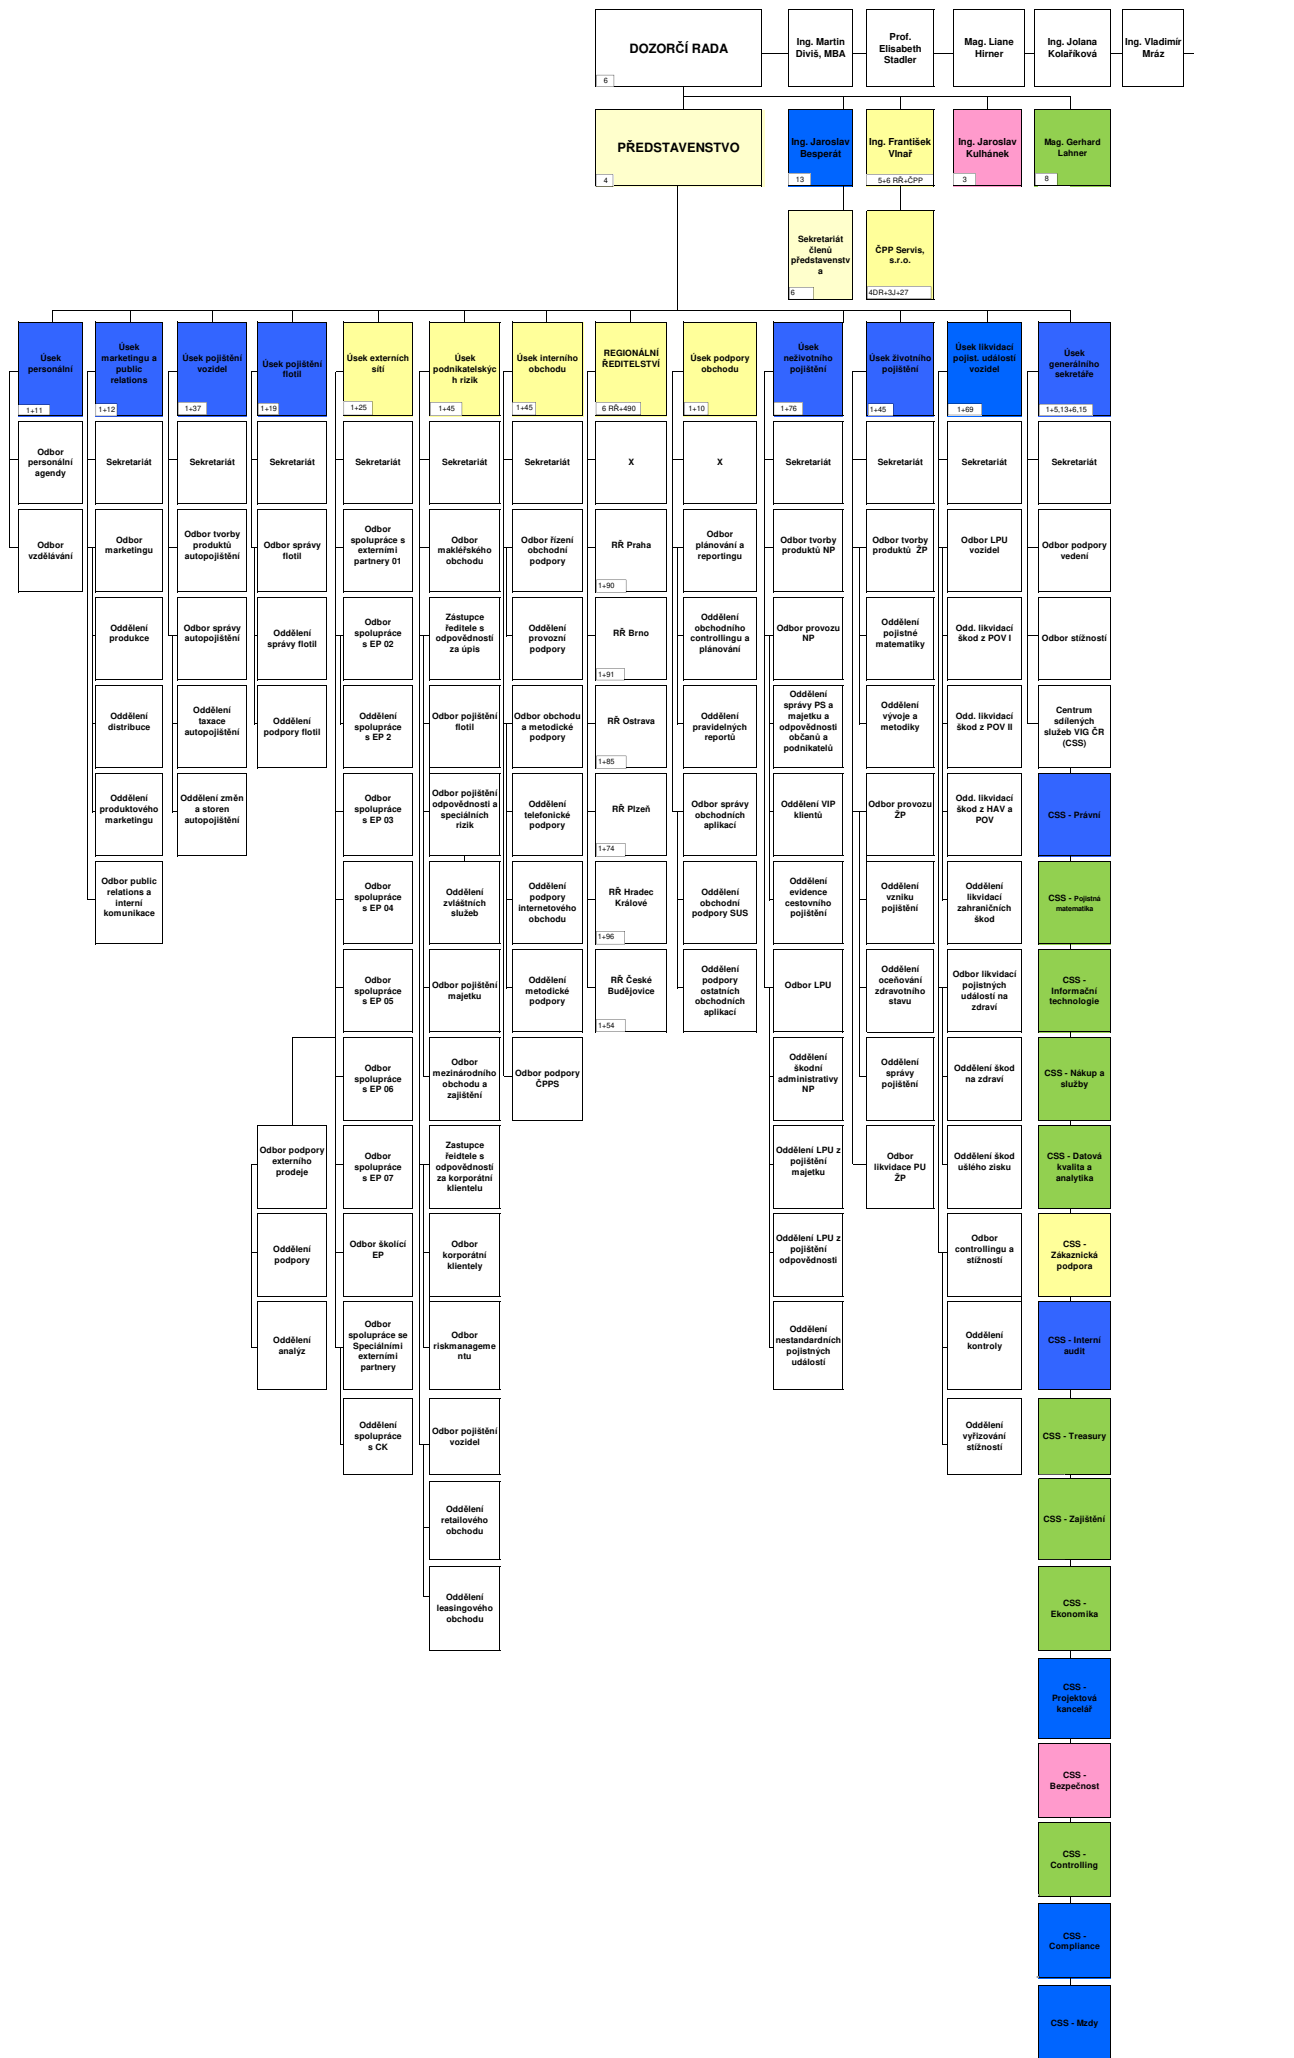 DOZORČÍ RADA
6
Ing. Martin
Diviš, MBA
Prof.
Elisabeth
Stadler
Mag. Liane
Hirner
Ing. Jolana
Kolaříková
Ing. Vladimír
Mráz
PŘEDSTAVENSTVO
4
Ing. Jaroslav
Besperát
13
Ing. František
Vlnař
5+6 RŘ+ČPP
Ing. Jaroslav
Kulhánek
3
Mag. Gerhard
Lahner
8
Sekretariát
členů
představenstv
a
6
ČPP Servis,
s.r.o.
4DR+3J+27
Úsek
personální
1+11
Úsek
marketingu a
public
relations
1+12
Úsek pojištění
vozidel
1+37
Úsek pojištění
flotil
1+19
Úsek externích
sítí
1+25
Úsek
podnikatelskýc
h rizik
1+45
Úsek interního
obchodu
1+45
REGIONÁLNÍ
ŘEDITELSTVÍ
6 RŘ+490
Úsek podpory
obchodu
1+10
Úsek
neživotního
pojištění
1+76
Úsek životního
pojištění
1+45
Úsek likvidací
pojist. událostí
vozidel
1+69
Úsek
generálního
sekretáře
1+5,13+6,15
Odbor
personální
agendy
Sekretariát
Sekretariát
Sekretariát
Sekretariát
Sekretariát
Sekretariát
X
X
Sekretariát
Sekretariát
Sekretariát
Sekretariát
Odbor
vzdělávání
Odbor
marketingu
Odbor tvorby
produktů
autopojištění
Odbor správy
flotil
Odbor
spolupráce s
externími
partnery 01
Odbor
makléřského
obchodu
Odbor řízení
obchodní
podpory
RŘ Praha
1+90
Odbor
plánování a
reportingu
Odbor tvorby
produktů NP
Odbor tvorby
produktů ŽP
Odbor LPU
vozidel
Odbor podpory
vedení
Oddělení
produkce
Odbor správy
autopojištění
Oddělení
správy flotil
Odbor
spolupráce
s EP 02
Zástupce
ředitele s
odpovědností
za úpis
Oddělení
provozní
podpory
RŘ Brno
1+91
Oddělení
obchodního
controllingu a
plánování
Odbor provozu
NP
Oddělení
pojistné
matematiky
Odd. likvidací
škod z POV I
Odbor stížností
Oddělení
distribuce
Oddělení
taxace
autopojištění
Oddělení
podpory flotil
Oddělení
spolupráce
s EP 2
Odbor pojištění
flotil
Odbor obchodu
a metodické
podpory
RŘ Ostrava
1+85
Oddělení
pravidelných
reportů
Oddělení
správy PS a
majetku a
odpovědnosti
občanů a
podnikatelů
Oddělení
vývoje a
metodiky
Odd. likvidací
škod z POV II
Centrum
sdílených
služeb VIG ČR
(CSS)
Oddělení
produktového
marketingu
Oddělení změn
a storen
autopojištění
Odbor
spolupráce
s EP 03
Odbor pojištění
odpovědnosti a
speciálních
rizik
Oddělení
telefonické
podpory
RŘ Plzeň
1+74
Odbor správy
obchodních
aplikací
Oddělení VIP
klientů
Odbor provozu
ŽP
Odd. likvidací
škod z HAV a
POV
CSS - Právní
Odbor public
relations a
interní
komunikace
Odbor
spolupráce
s EP 04
Oddělení
zvláštních
služeb
Oddělení
podpory
internetového
obchodu
RŘ Hradec
Králové
1+96
Oddělení
obchodní
podpory SUS
Oddělení
evidence
cestovního
pojištění
Oddělení
vzniku
pojištění
Oddělení
likvidací
zahraničních
škod
CSS - Pojistná
matematika
Odbor
spolupráce
s EP 05
Odbor pojištění
majetku
Oddělení
metodické
podpory
RŘ České
Budějovice
1+54
Oddělení
podpory
ostatních
obchodních
aplikací
Odbor LPU
Oddělení
oceňování
zdravotního
stavu
Odbor likvidací
pojistných
událostí na
zdraví
CSS -
Informační
technologie
Odbor
spolupráce
s EP 06
Odbor
mezinárodního
obchodu a
zajištění
Odbor podpory
ČPPS
Oddělení
škodní
administrativy
NP
Oddělení
správy
pojištění
Oddělení škod
na zdraví
CSS - Nákup a
služby
Odbor podpory
externího
prodeje
Odbor
spolupráce
s EP 07
Zastupce
řeidtele s
odpovědností
za korporátní
klientelu
Oddělení LPU z
pojištění
majetku
Odbor
likvidace PU
ŽP
Oddělení škod
ušlého zisku
CSS - Datová
kvalita a
analytika
Oddělení
podpory
Odbor školící
EP
Odbor
korporátní
klientely
Oddělení LPU z
pojištění
odpovědnosti
Odbor
controllingu a
stížností
CSS -
Zákaznická
podpora
Oddělení
analýz
Odbor
spolupráce se
Speciálními
externími
partnery
Odbor
riskmanageme
ntu
Oddělení
nestandardních
pojistných
událostí
Oddělení
kontroly
CSS - Interní
audit
Oddělení
spolupráce
s CK
Odbor pojištění
vozidel
Oddělení
vyřizování
stížností
CSS - Treasury
Oddělení
retailového
obchodu
CSS - Zajištění
Oddělení
leasingového
obchodu
CSS -
Ekonomika
CSS -
Projektová
kancelář
CSS -
Bezpečnost
CSS -
Controlling
CSS -
Compliance
CSS - Mzdy